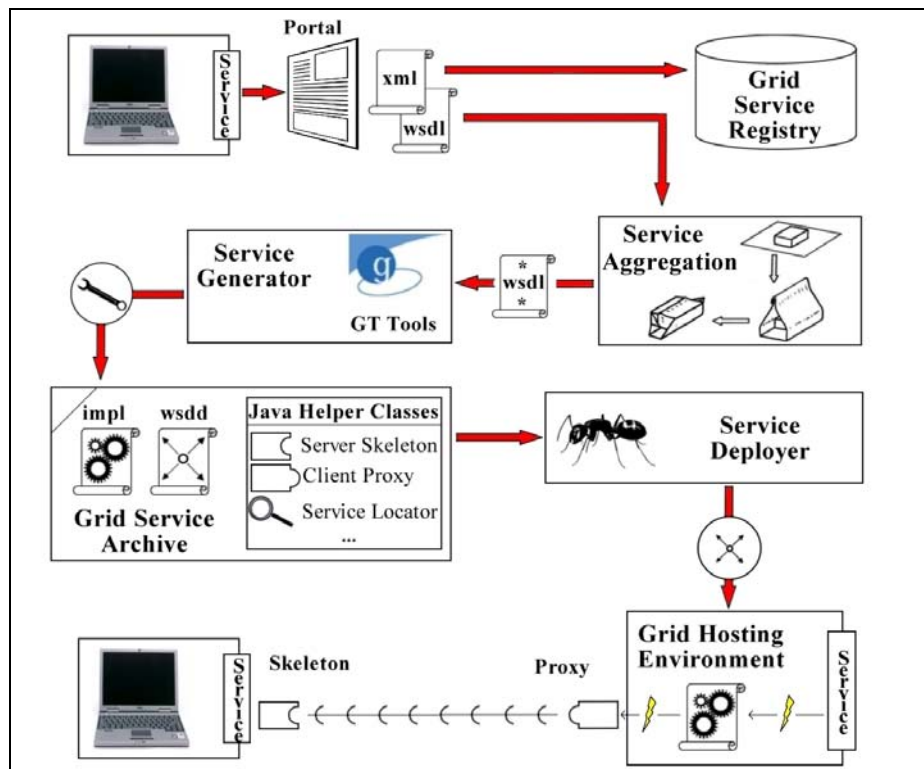 Portal
Service
xml
wsdl
Grid
Service
Registry
Service
Generator
g
GT Tools
* wsdl *
Service
Aggregation
impl
wsdd
Grid Service
Archive
Java Helper Classes
Server Skeleton
Client Proxy
Service Locator
...
Service
Deployer
Service
Skeleton
Proxy
Grid Hosting
Environment
Service